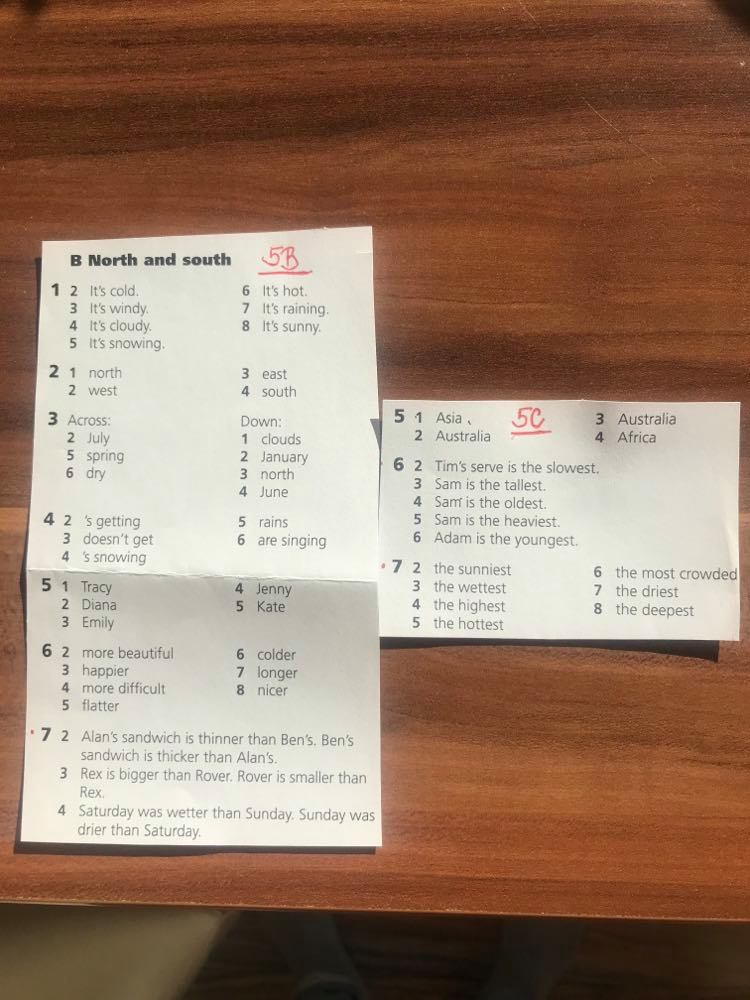 B North and south 5B
1 2 It's cold. 6 It's hot.
3 It's windy. 7 It's raining.
4 It's cloudy. 8 It's sunny.
5 It's snowing.
2 1 north 3 east
2 west 4 south
3 Across: Down:
2 July 1 clouds
5 spring 2 January
6 dry 3 north
4 June
4 2 's getting 5 rains
3 doesn't get 6 are singing
4 's snowing
5 1 Tracy 4 Jenny
2 Diana 5 Kate
3 Emily
6 2 more beautiful 6 colder
3 happier 7 longer
4 more difficult 8 nicer
5 flatter
7 2 Alan's sandwich is thinner than Ben's. Ben's
sandwich is thicker than Alan's.
3 Rex is bigger than Rover. Rover is smaller than
Rex.
4 Saturday was wetter than Sunday. Sunday was
drier than Saturday.
5 1 Asia 5C 3 Australia
2 Australia 4 Africa
6 2 Tim's serve is the slowest.
3 Sam is the tallest.
4 Sam is the oldest.
5 Sam is the heaviest.
6 Adam is the youngest.
7 2 the sunniest 6 the most crowded
3 the wettest 7 the driest
4 the highest 8 the deepest
5 the hottest